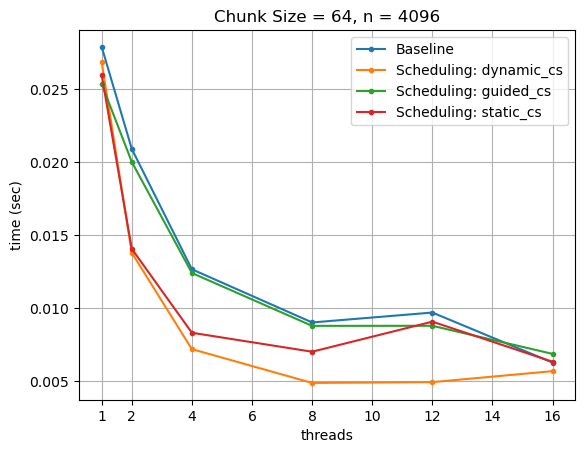 Chunk Size = 64, n = 4096
Baseline
Scheduling: dynamic_cs
Scheduling: guided_cs
Scheduling: static_cs
time (sec)
0.025
0.020
0.015
0.010
0.005
1 2 4 6 8 10 12 14 16
threads